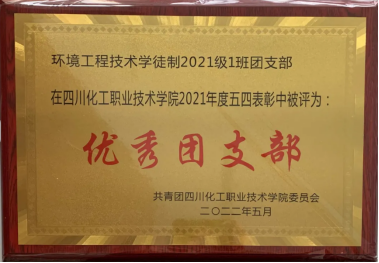 环境工程技术学徒制2021级1班团支部
在四川化工职业技术学院2021年度五四表彰中被评为：
优秀团支部
共青团四川化工职业技术学院委员会
二〇二二年五月